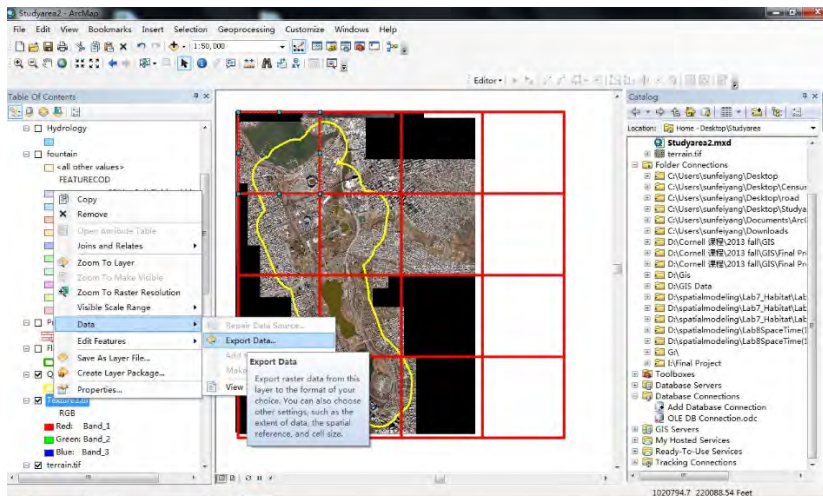 Studyarea2 - ArcMap
File Edit View Bookmarks Insert Selection Geoprocessing Customize Windows Help
1:50,000
Editor
Table Of Contents
Hydrology
fountain
<all other values>
FEATURECOD
Copy
Remove
Open Attribute Table
Joins and Relates
Zoom To Layer
Zoom To Make Visible
Zoom To Raster Resolution
Visible Scale Range
Data
Edit Features
Save As Layer File...
Create Layer Package...
Properties...
Repair Data Source...
Export Data...
View
Export Data
Export raster data from this
layer to the format of your
choice. You can also choose
other settings, such as the
extent of data, the spatial
reference, and cell size.
RGB
Red: Band_1
Green: Band_2
Blue: Band_3
terrain.tif
Catalog
Location: Home - Desktop\Studyarea
Studyarea2.mxd
terrain.tif
Folder Connections
C:\Users\sunfeiyang\Desktop
C:\Users\sunfeiyang\Desktop\Census
C:\Users\sunfeiyang\Desktop\road
C:\Users\sunfeiyang\Desktop\Studya
C:\Users\sunfeiyang\Documents\ArcG
C:\Users\sunfeiyang\Downloads
D:\Cornell 课程\2013 fall\GIS
D:\Cornell 课程\2013 fall\GIS\Final Pr
D:\Gis
D:\GIS Data
D:\spatialmodeling\Lab7_Habitat\Lab
D:\spatialmodeling\Lab7_Habitat\Lab
D:\spatialmodeling\Lab8SpaceTime(1
D:\spatialmodeling\Lab8SpaceTime(1
G:\
I:\Final Project
Toolboxes
Database Servers
Database Connections
Add Database Connection
OLE DB Connection.odc
GIS Servers
My Hosted Services
Ready-To-Use Services
Tracking Connections
1020794.7 220088.54 Feet